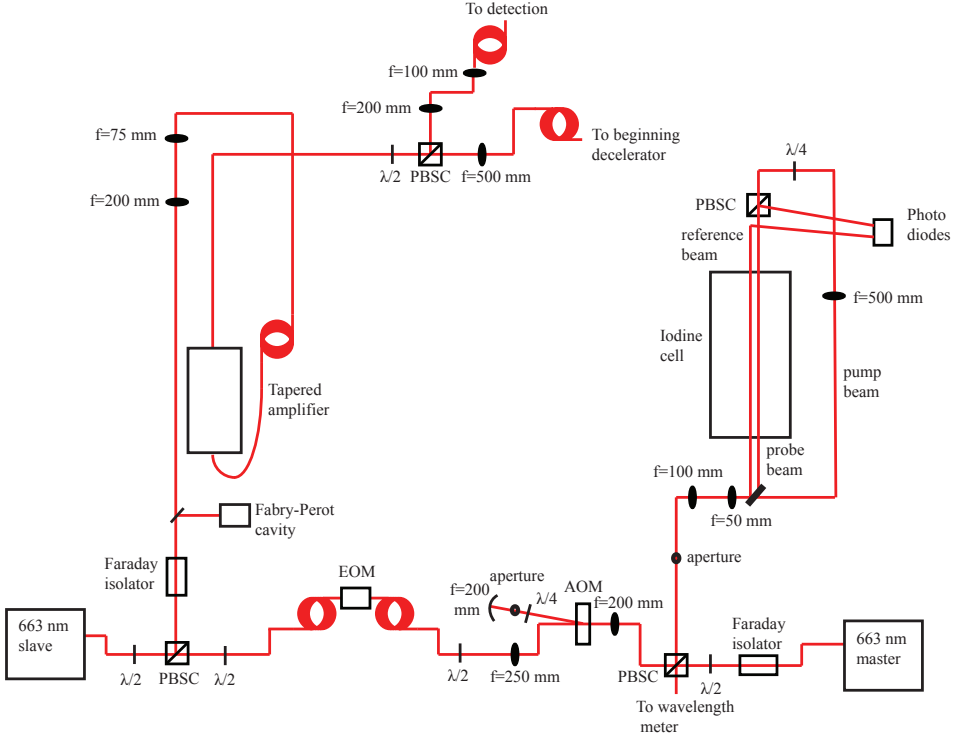 To detection
f=100 mm
f=200 mm
f=75 mm
To beginning
decelerator
λ/2
PBSC
f=500 mm
f=200 mm
λ/4
PBSC
Photo
diodes
reference
beam
f=500 mm
Iodine
cell
pump
beam
Tapered
amplifier
probe
beam
f=100 mm
f=50 mm
Fabry-Perot
cavity
aperture
Faraday
isolator
EOM
f=200
mm
aperture
λ/4
AOM
f=200 mm
663 nm
slave
λ/2
PBSC
λ/2
λ/2
f=250 mm
PBSC
λ/2
Faraday
isolator
663 nm
master
To wavelength
meter